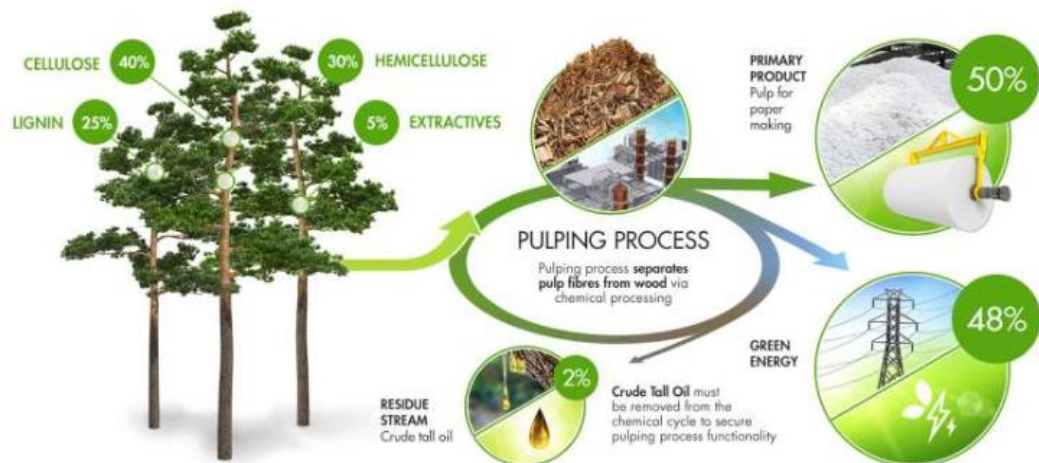 CELLULOSE 40%
30% HEMICELLULOSE
LIGNIN 25%
5% EXTRACTIVES
PULPING PROCESS
Pulping process separates
pulp fibres from wood via
chemical processing
PRIMARY
PRODUCT
Pulp for
paper
making
50%
GREEN
ENERGY
48%
RESIDUE
STREAM
Crude tall oil
2%
Crude Tall Oil must
be removed from the
chemical cycle to secure
pulping process functionality